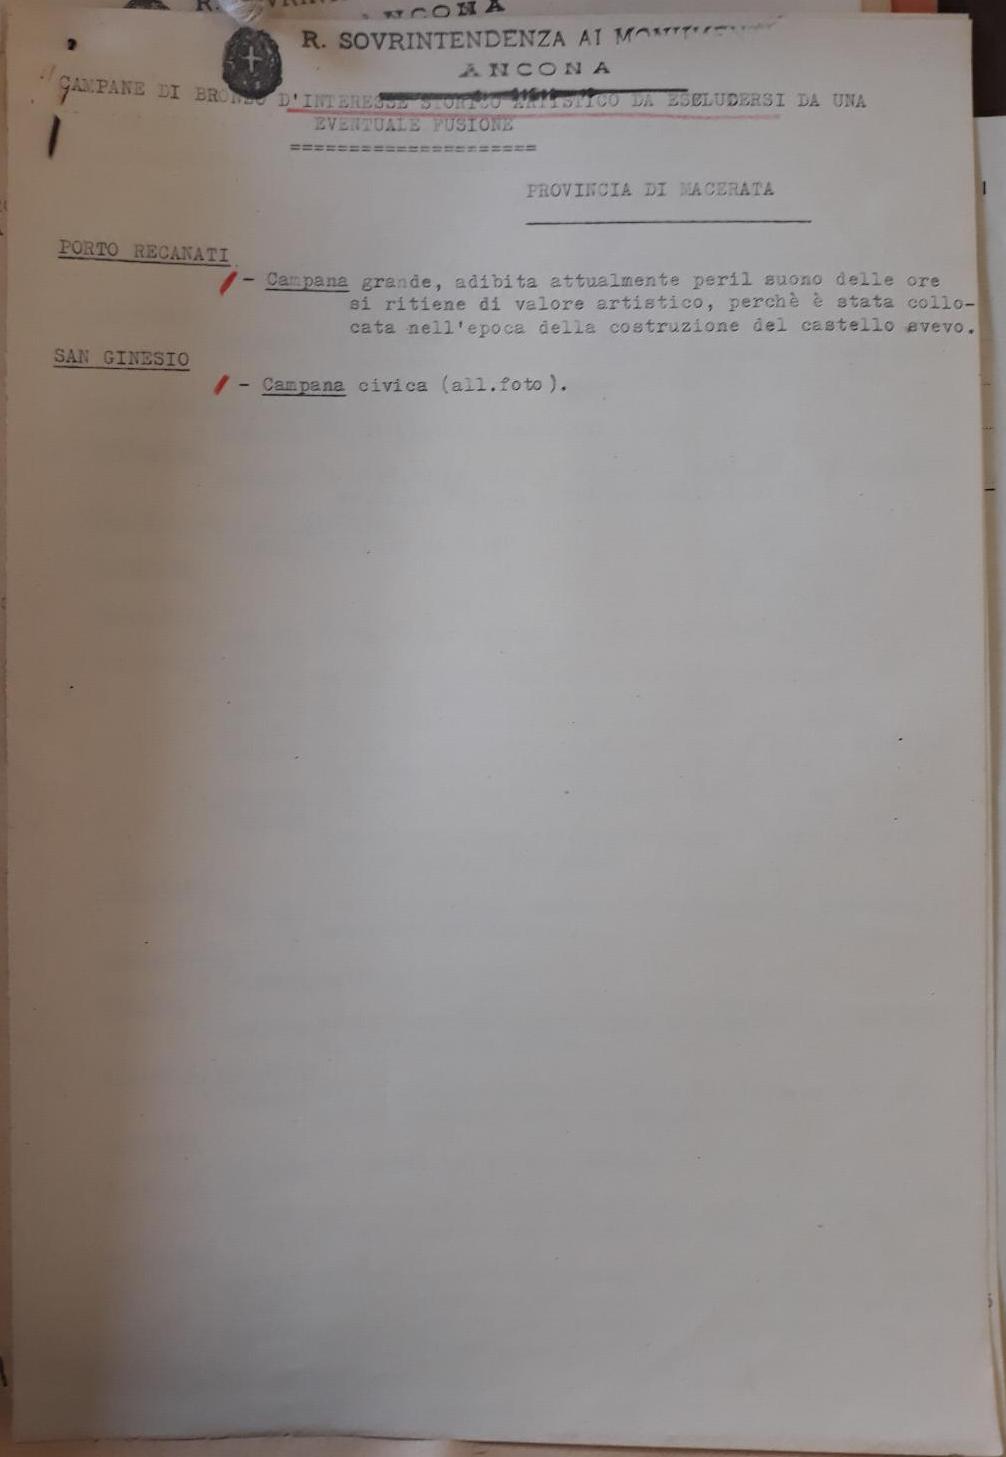 R. SOVRINTENDENZA AI MONUMENTI
ANCONA
CAMPANE DI BRONZO D'INTERESSE STORICO ARTISTICO DA ESCLUDERSI DA UNA
EVENTUALE FUSIONE
=====================
PROVINCIA DI MACERATA
PORTO RECANATI
- Campana grande, adibita attualmente peril suono delle ore
si ritiene di valore artistico, perchè è stata collo-
cata nell'epoca della costruzione del castello svevo.
SAN GINESIO
- Campana civica (all.foto).